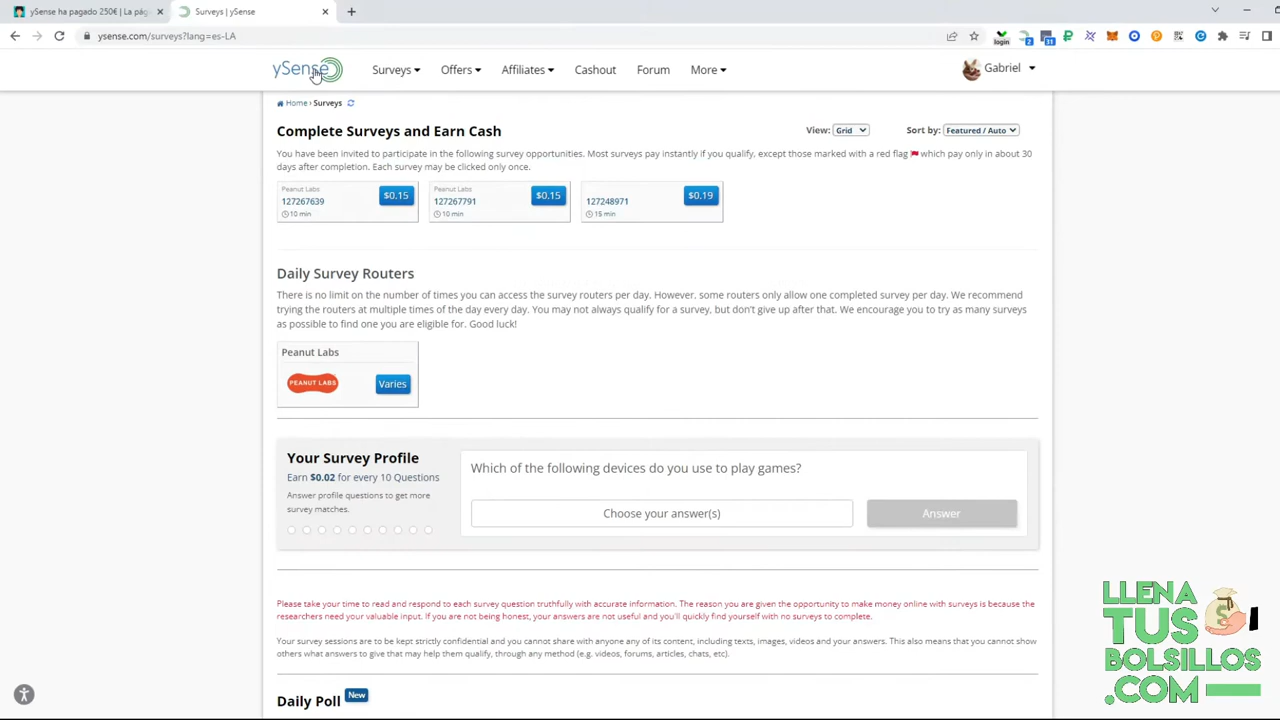 ySense ha pagado 250€ | La pág
Surveys | ySense
ysense.com/surveys?lang=es-LA
login
2
31
ySense
Surveys
Offers
Affiliates
Cashout
Forum
More
Gabriel
Home › Surveys
Complete Surveys and Earn Cash
View: Grid
Sort by: Featured / Auto
You have been invited to participate in the following survey opportunities. Most surveys pay instantly if you qualify, except those marked with a red flag which pay only in about 30
days after completion. Each survey may be clicked only once.
Peanut Labs
127267639
10 min
$0.15
Peanut Labs
127267791
10 min
$0.15
127248971
15 min
$0.19
Daily Survey Routers
There is no limit on the number of times you can access the survey routers per day. However, some routers only allow one completed survey per day. We recommend
trying the routers at multiple times of the day every day. You may not always qualify for a survey, but don't give up after that. We encourage you to try as many surveys
as possible to find one you are eligible for. Good luck!
Peanut Labs
PEANUT LABS
Varies
Your Survey Profile
Earn $0.02 for every 10 Questions
Answer profile questions to get more
survey matches.
Which of the following devices do you use to play games?
Choose your answer(s)
Answer
Please take your time to read and respond to each survey question truthfully with accurate information. The reason you are given the opportunity to make money online with surveys is because the
researchers need your valuable input. If you are not being honest, your answers are not useful and you'll quickly find yourself with no surveys to complete.
Your survey sessions are to be kept strictly confidential and you cannot share with anyone any of its content, including texts, images, videos and your answers. This also means that you cannot show
others what answers to give that may help them qualify, through any method (e.g. videos, forums, articles, chats, etc).
Daily Poll New
LLENA
TUS
BOLSILLOS
.COM